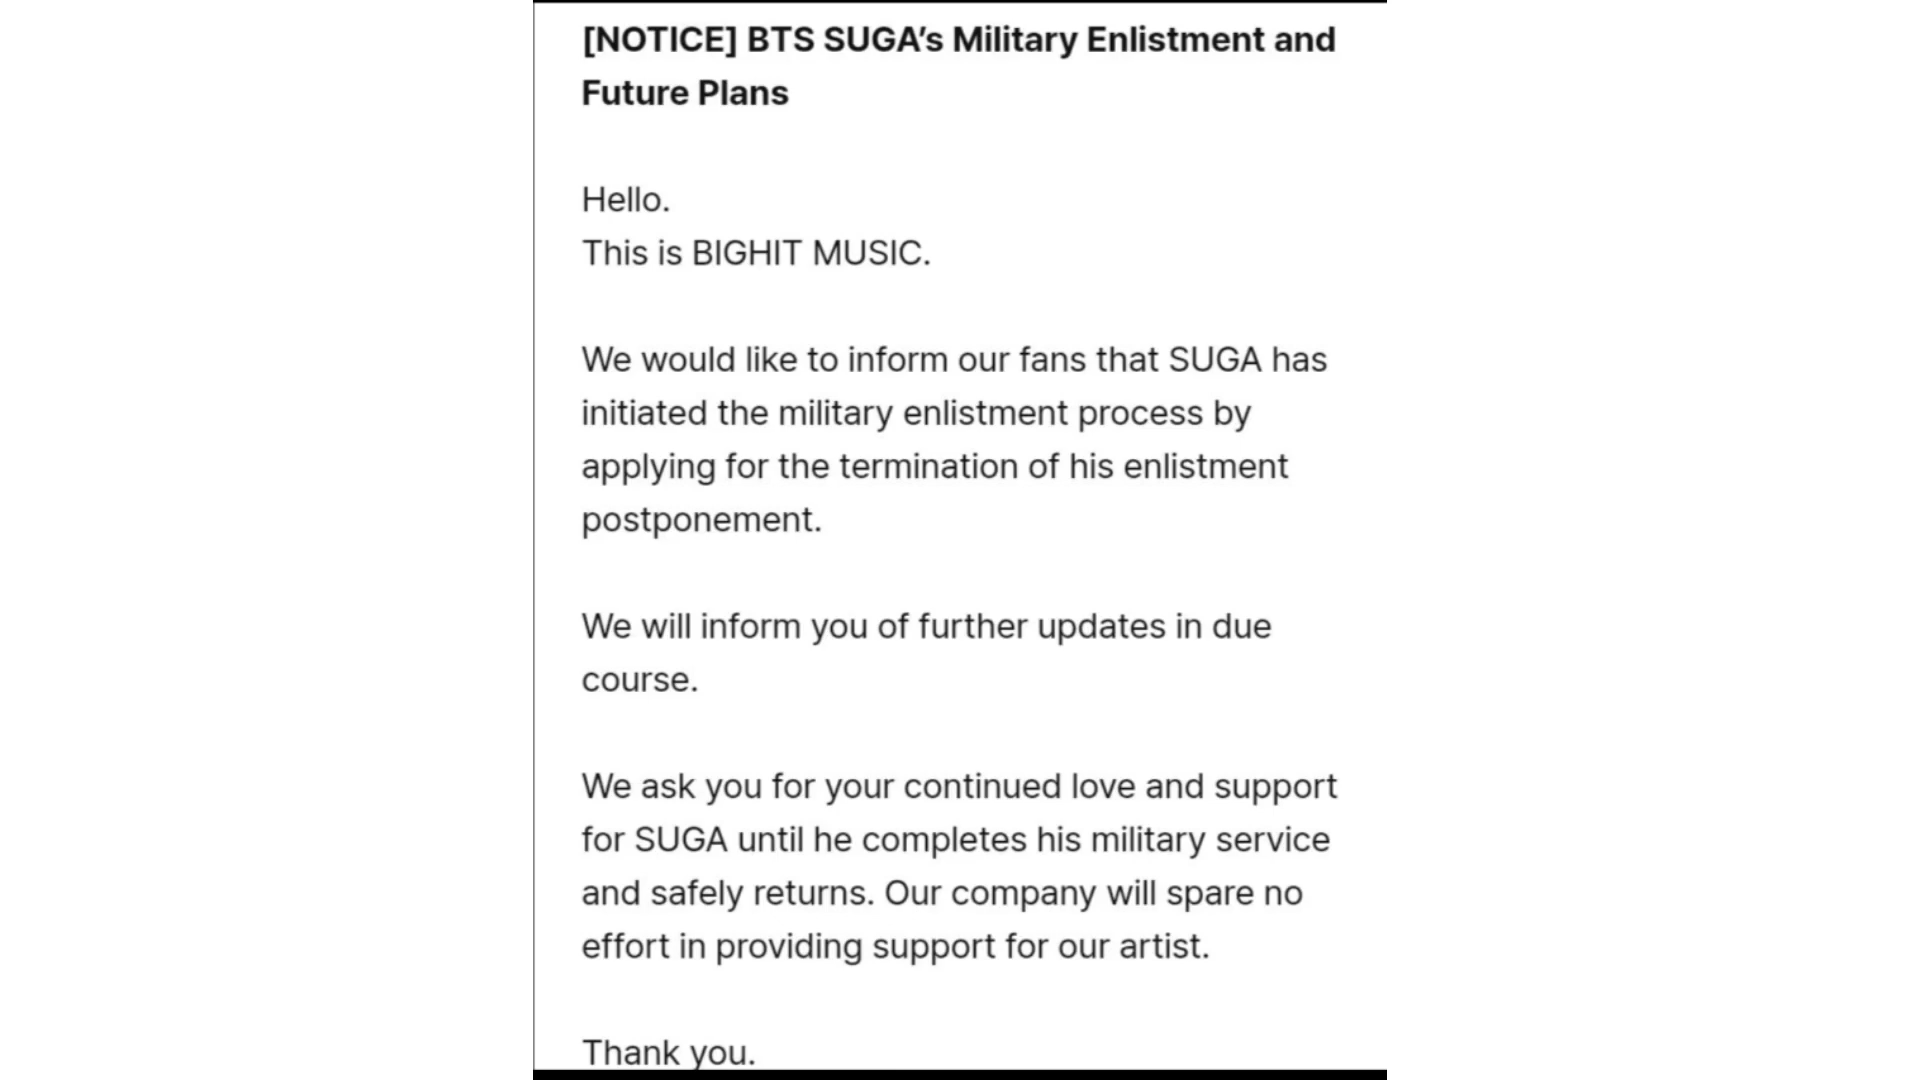 [NOTICE] BTS SUGA’s Military Enlistment and
Future Plans
Hello.
This is BIGHIT MUSIC.
We would like to inform our fans that SUGA has
initiated the military enlistment process by
applying for the termination of his enlistment
postponement.
We will inform you of further updates in due
course.
We ask you for your continued love and support
for SUGA until he completes his military service
and safely returns. Our company will spare no
effort in providing support for our artist.
Thank you.